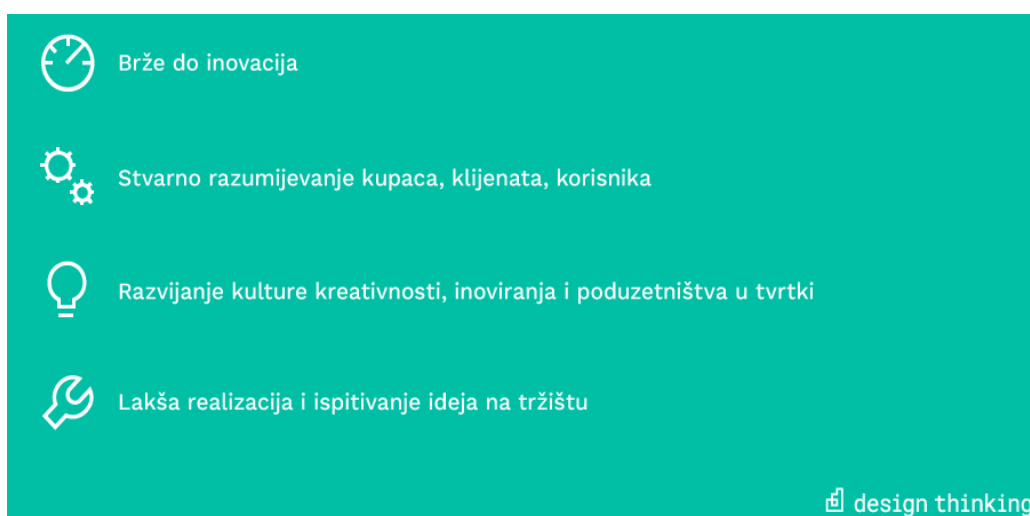 Brže do inovacija
Stvarno razumijevanje kupaca, klijenata, korisnika
Razvijanje kulture kreativnosti, inoviranja i poduzetništva u tvrtki
Lakša realizacija i ispitivanje ideja na tržištu
design thinking